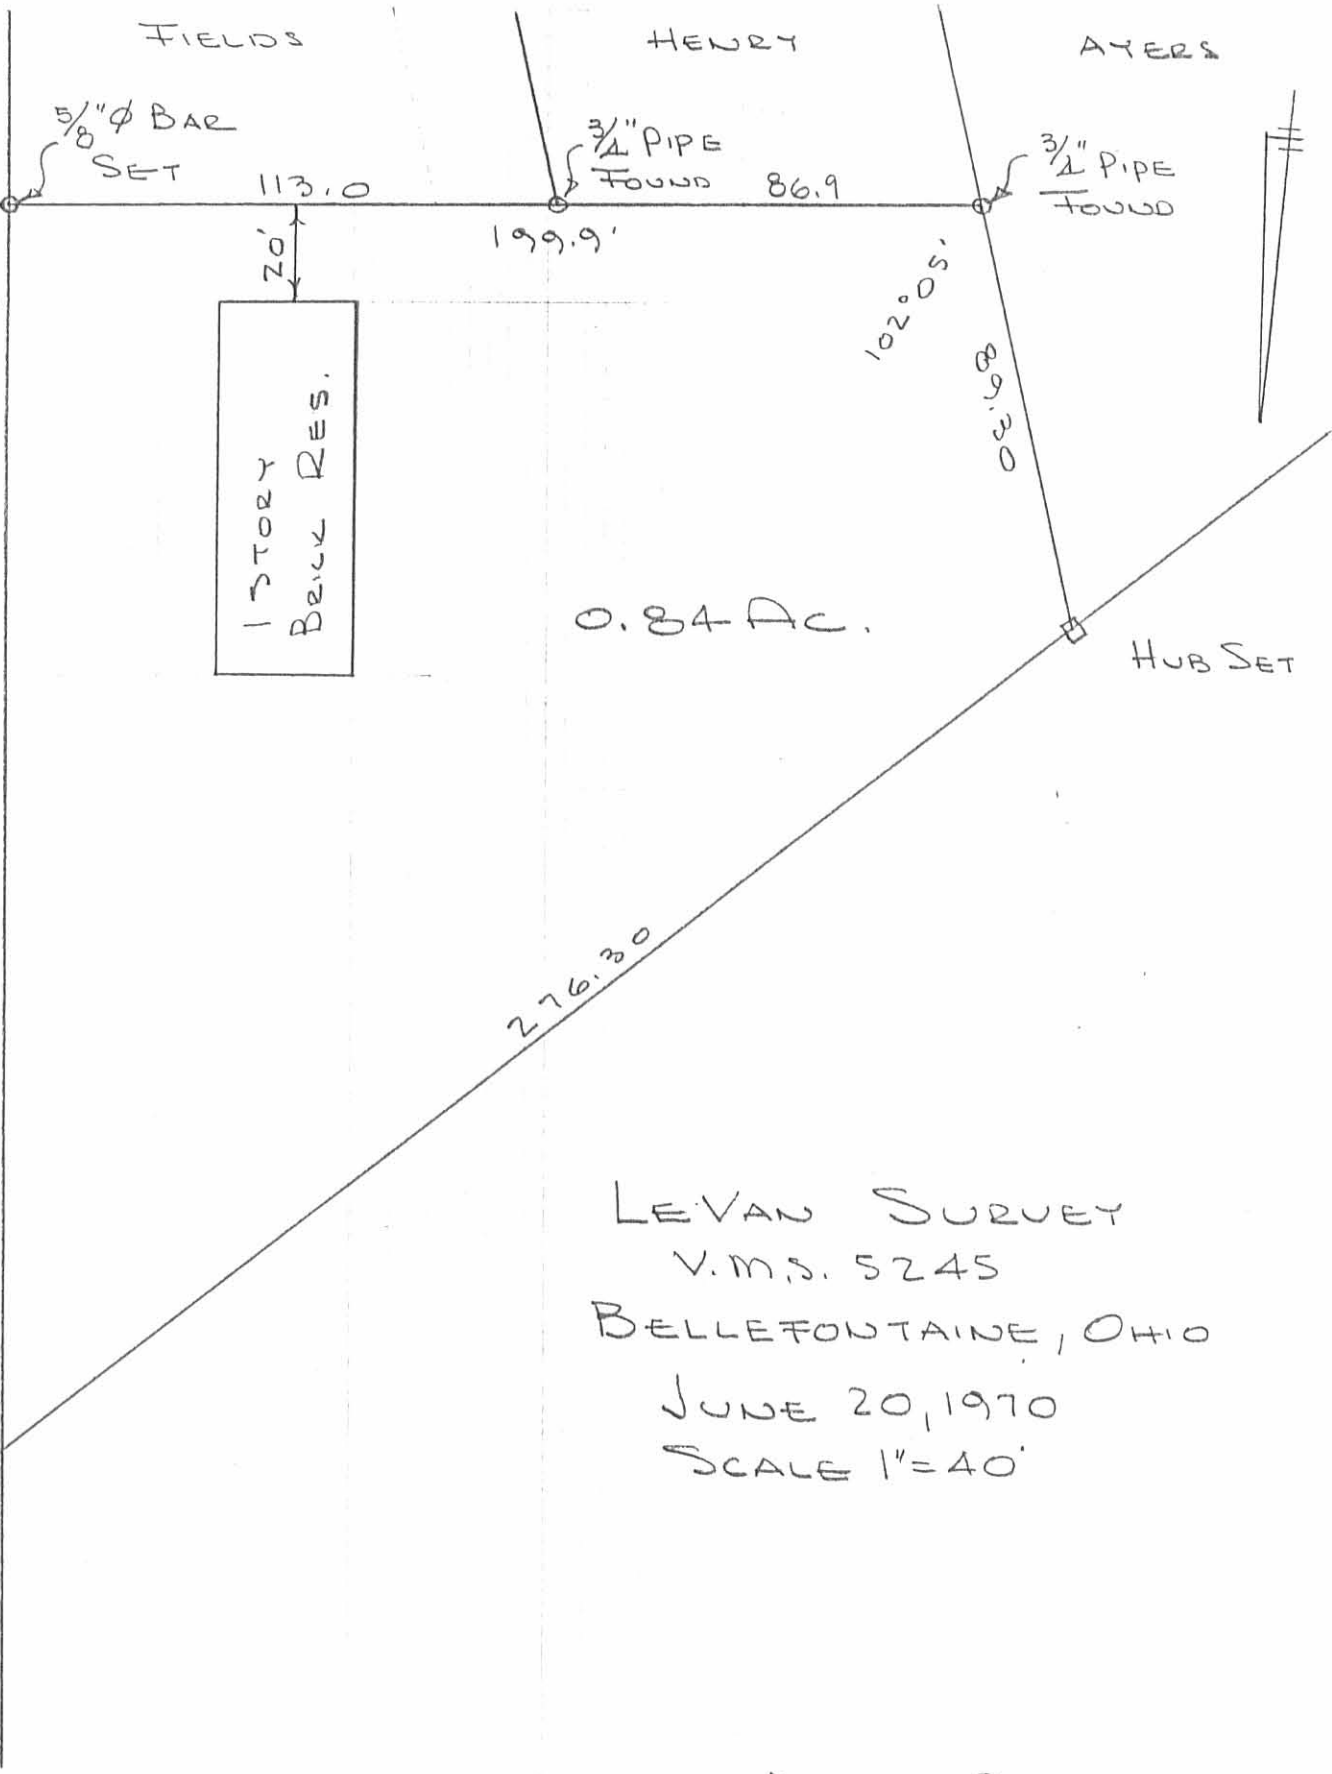 FIELDS
HENRY
AYERS
5/8"Ø BAR
SET
3/4" PIPE
FOUND
3/4" PIPE
FOUND
113.0
86.9
199.9'
20'
102°05'
89.30
1 STORY
BRICK RES.
0.84 AC.
HUB SET
276.30
LEVAN SURVEY
V.M.S. 5245
BELLEFONTAINE, OHIO
JUNE 20, 1970
SCALE 1"=40'